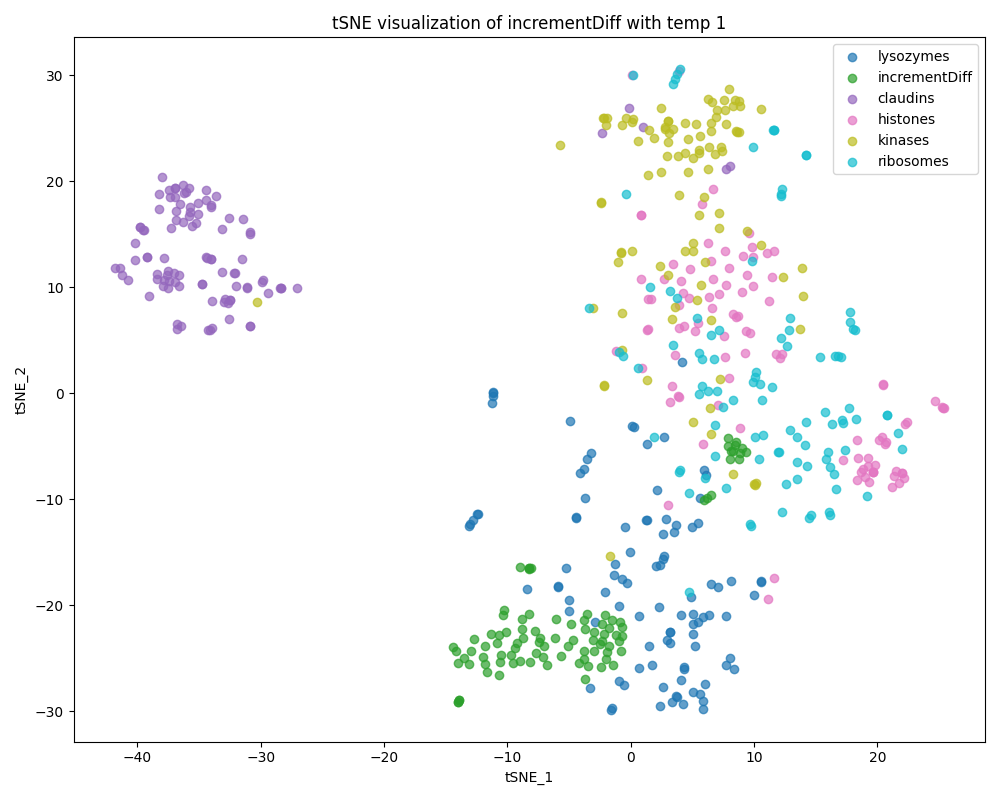 tSNE visualization of incrementDiff with temp 1
lysozymes
incrementDiff
claudins
histones
kinases
ribosomes
30
20
10
0
−10
−20
−30
tSNE_2
−40
−30
−20
−10
0
10
20
tSNE_1